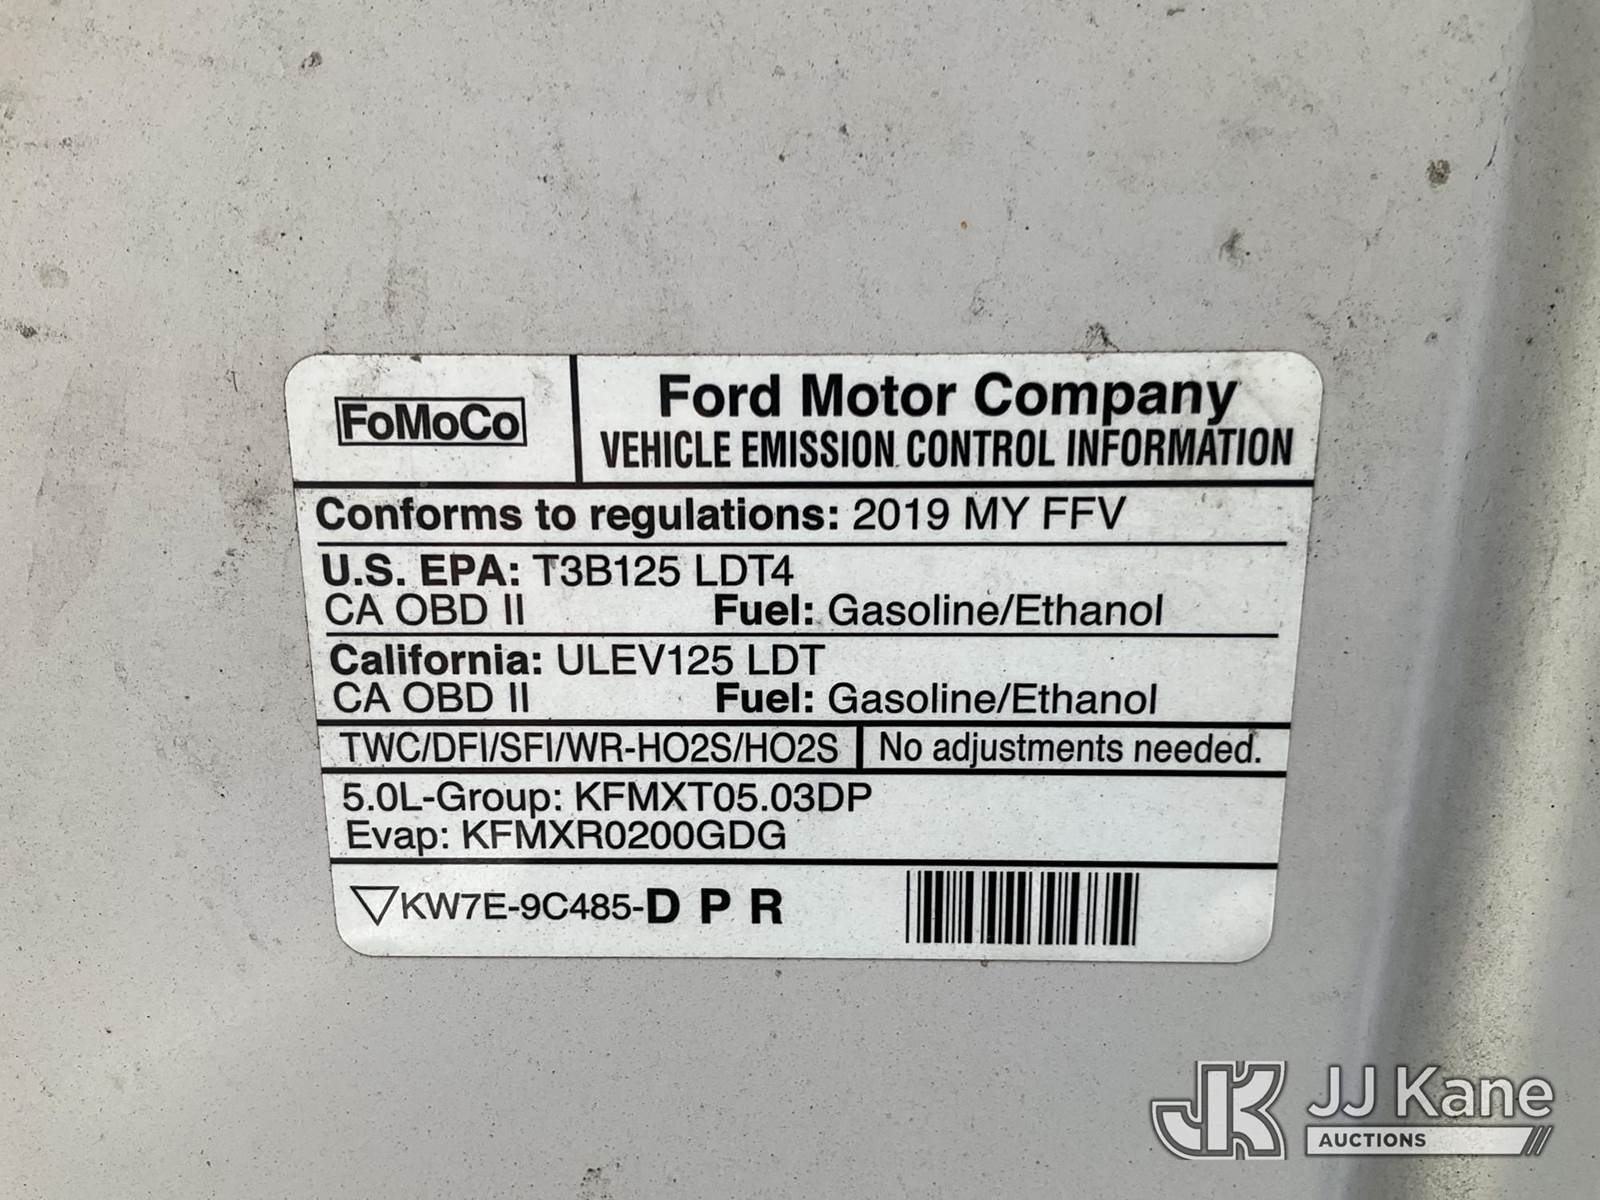 FoMoCo
Ford Motor Company
VEHICLE EMISSION CONTROL INFORMATION
Conforms to regulations: 2019 MY FFV
U.S. EPA: T3B125 LDT4
CA OBD II Fuel: Gasoline/Ethanol
California: ULEV125 LDT
CA OBD II Fuel: Gasoline/Ethanol
TWC/DFI/SFI/WR-HO2S/HO2S No adjustments needed.
5.0L-Group: KFMXT05.03DP
Evap: KFMXR0200GDG
KW7E-9C485-D P R
JK JJ Kane
AUCTIONS